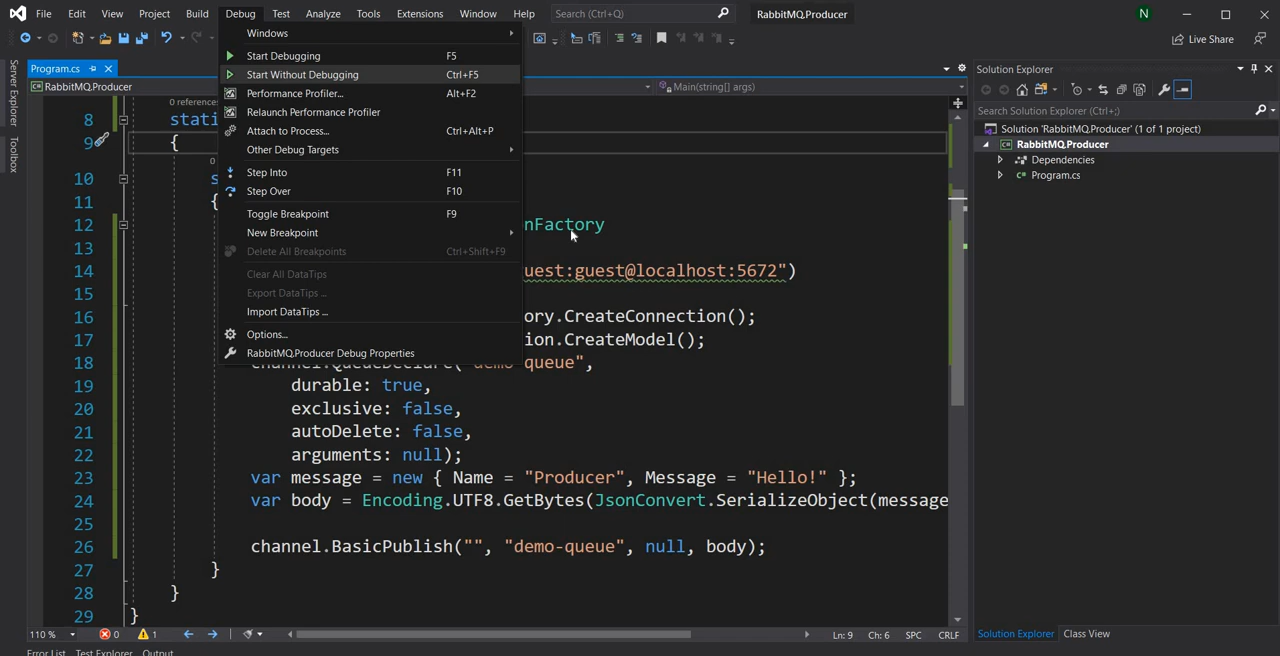 File Edit View Project Build Debug Test Analyze Tools Extensions Window Help Search (Ctrl+Q) RabbitMQ.Producer N
Live Share
Server Explorer
Toolbox
Program.cs
RabbitMQ.Producer Main(string[] args)
Windows
Start Debugging F5
Start Without Debugging Ctrl+F5
Performance Profiler... Alt+F2
Relaunch Performance Profiler
Attach to Process... Ctrl+Alt+P
Other Debug Targets
Step Into F11
Step Over F10
Toggle Breakpoint F9
New Breakpoint
Delete All Breakpoints Ctrl+Shift+F9
Clear All DataTips
Export DataTips ...
Import DataTips ...
Options...
RabbitMQ.Producer Debug Properties
0 reference
8 stati
9 {
0
10 s
11 {
12 nFactory
13
14 uest:guest@localhost:5672")
15
16 ory.CreateConnection();
17 ion.CreateModel();
18 channel.QueueDeclare("demo-queue",
19 durable: true,
20 exclusive: false,
21 autoDelete: false,
22 arguments: null);
23 var message = new { Name = "Producer", Message = "Hello!" };
24 var body = Encoding.UTF8.GetBytes(JsonConvert.SerializeObject(message
25
26 channel.BasicPublish("", "demo-queue", null, body);
27 }
28 }
29 }
110 % 0 1 Ln: 9 Ch: 6 SPC CRLF
Error List Test Explorer Output
Solution Explorer
Search Solution Explorer (Ctrl+;)
Solution 'RabbitMQ.Producer' (1 of 1 project)
RabbitMQ.Producer
Dependencies
Program.cs
Solution Explorer Class View